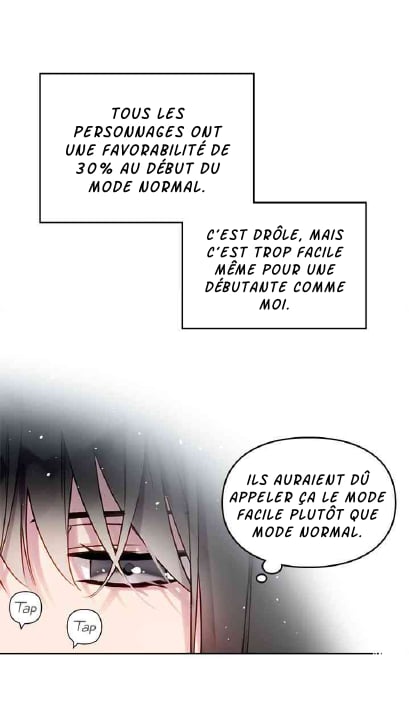 TOUS LES
PERSONNAGES ONT
UNE FAVORABILITÉ DE
30% AU DÉBUT DU
MODE NORMAL.
C'EST DRÔLE, MAIS
C'EST TROP FACILE
MÊME POUR UNE
DÉBUTANTE COMME
MOI.
ILS AURAIENT DÛ
APPELER ÇA LE MODE
FACILE PLUTÔT QUE
MODE NORMAL.
Tap
Tap